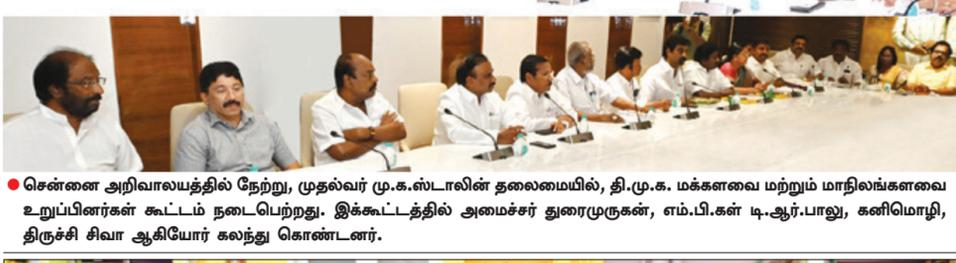 சென்னை அறிவாலயத்தில் நேற்று, முதல்வர் மு.க.ஸ்டாலின் தலைமையில், தி.மு.க. மக்களவை மற்றும் மாநிலங்களவை
உறுப்பினர்கள் கூட்டம் நடைபெற்றது. இக்கூட்டத்தில் அமைச்சர் துரைமுருகன், எம்.பி.கள் டி.ஆர்.பாலு, கனிமொழி,
திருச்சி சிவா ஆகியோர் கலந்து கொண்டனர்.